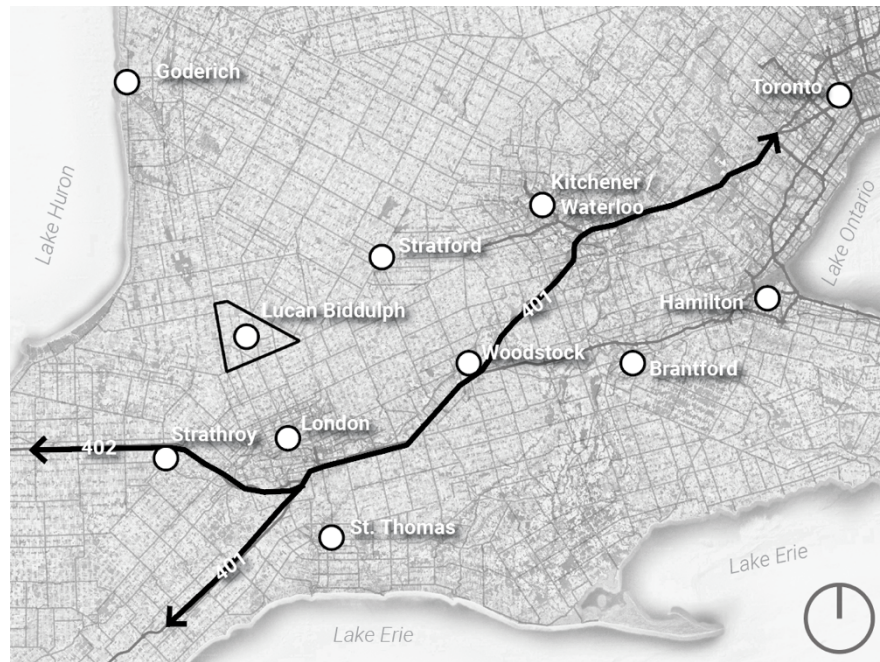 Goderich
Toronto
Lake Huron
Kitchener /
Waterloo
Lake Ontario
Stratford
Lucan Biddulph
401
Hamilton
Woodstock
Brantford
London
Strathroy
402
St. Thomas
401
Lake Erie
Lake Erie